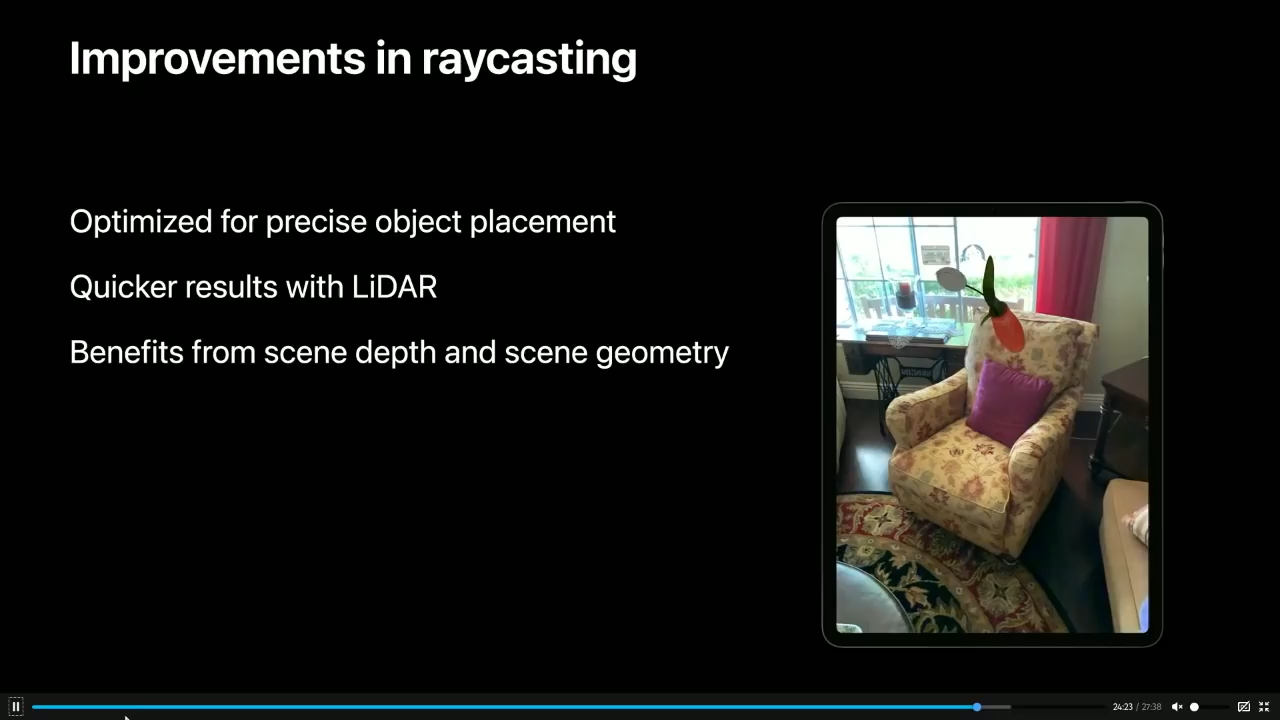 Improvements in raycasting
Optimized for precise object placement
Quicker results with LiDAR
Benefits from scene depth and scene geometry
24:23 / 27:38